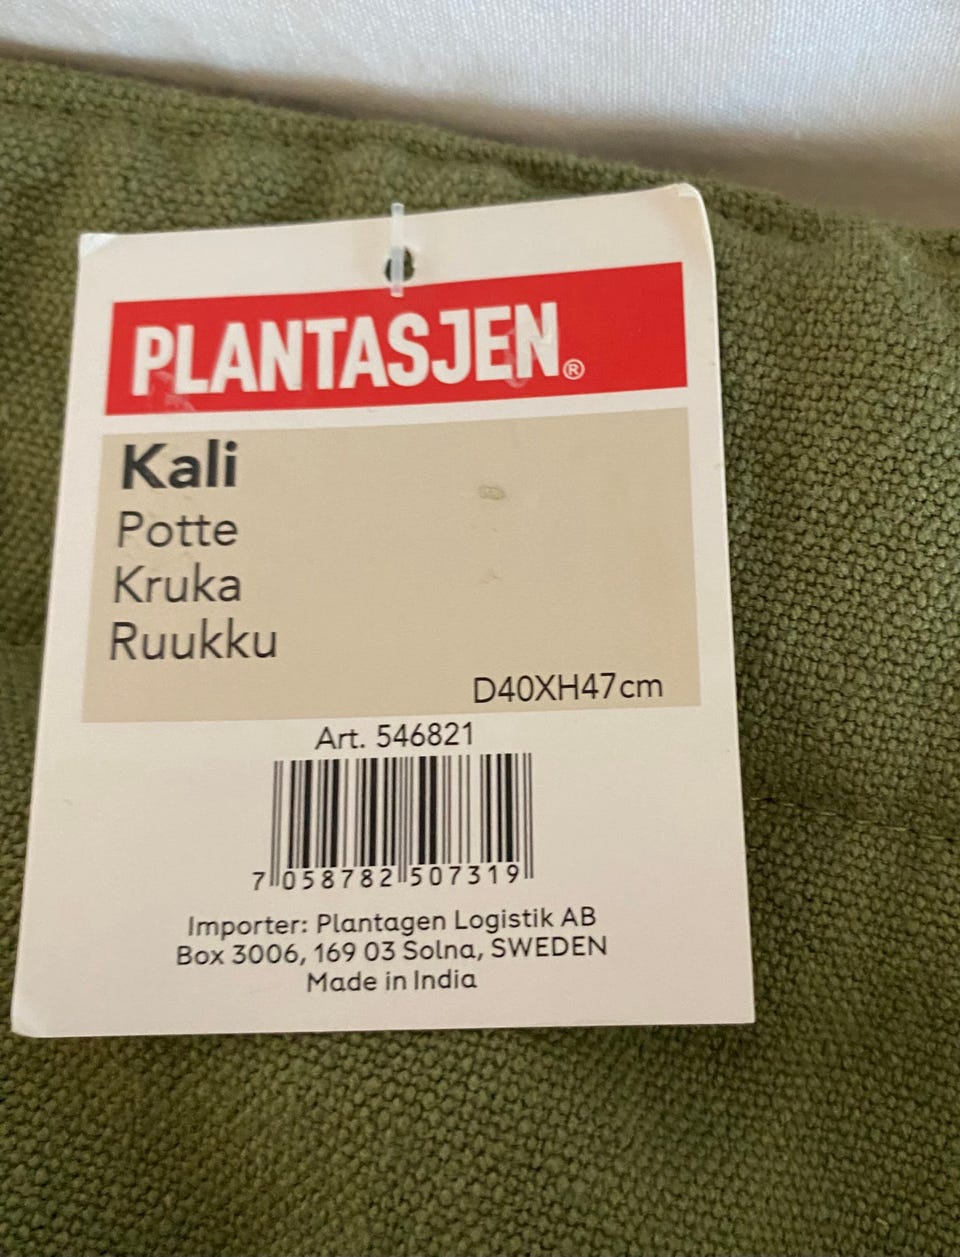 PLANTASJEN®
Kali
Potte
Kruka
Ruukku
D40XH47cm
Art. 546821
7 058782 507319
Importer: Plantagen Logistik AB
Box 3006, 169 03 Solna, SWEDEN
Made in India